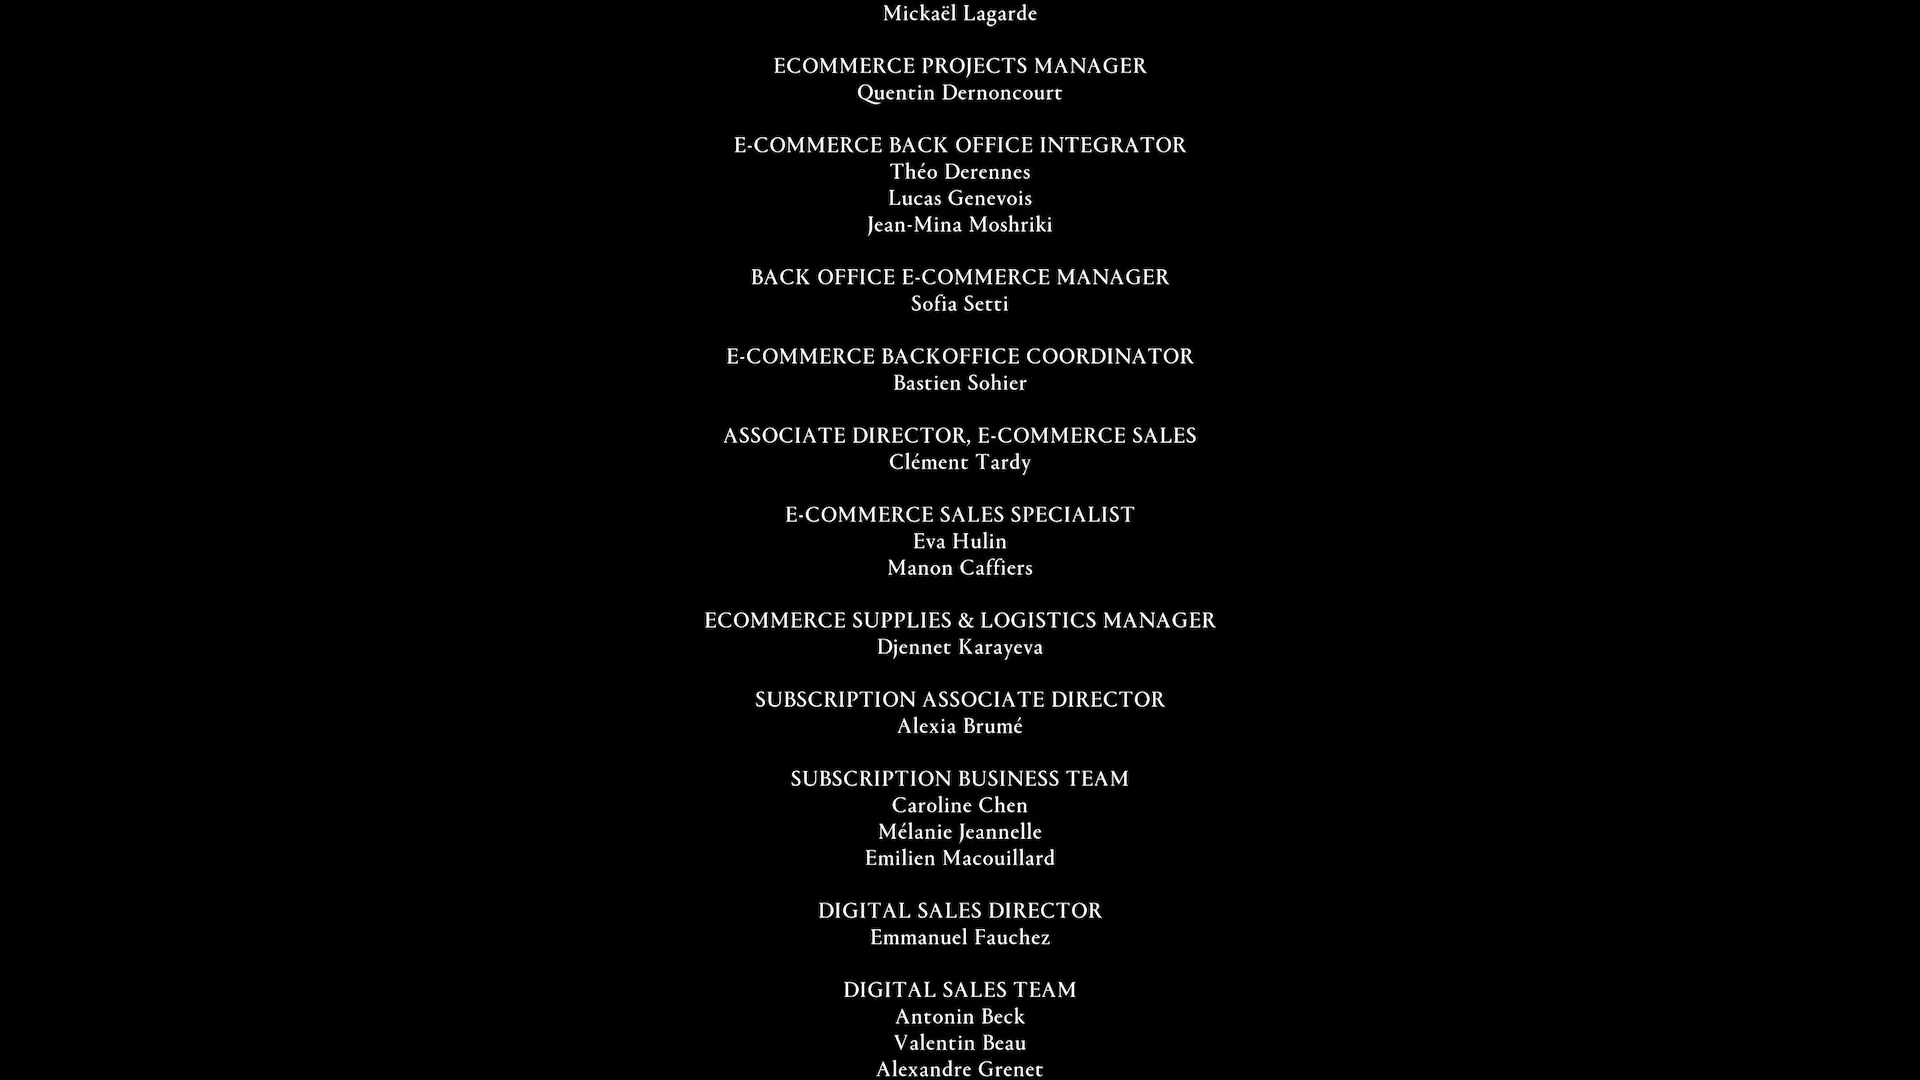 Mickaël Lagarde
ECOMMERCE PROJECTS MANAGER
Quentin Dernoncourt
E-COMMERCE BACK OFFICE INTEGRATOR
Théo Derennes
Lucas Genevois
Jean-Mina Moshriki
BACK OFFICE E-COMMERCE MANAGER
Sofia Setti
E-COMMERCE BACKOFFICE COORDINATOR
Bastien Sohier
ASSOCIATE DIRECTOR, E-COMMERCE SALES
Clément Tardy
E-COMMERCE SALES SPECIALIST
Eva Hulin
Manon Caffiers
ECOMMERCE SUPPLIES & LOGISTICS MANAGER
Djennet Karayeva
SUBSCRIPTION ASSOCIATE DIRECTOR
Alexia Brumé
SUBSCRIPTION BUSINESS TEAM
Caroline Chen
Mélanie Jeannelle
Emilien Macouillard
DIGITAL SALES DIRECTOR
Emmanuel Fauchez
DIGITAL SALES TEAM
Antonin Beck
Valentin Beau
Alexandre Grenet